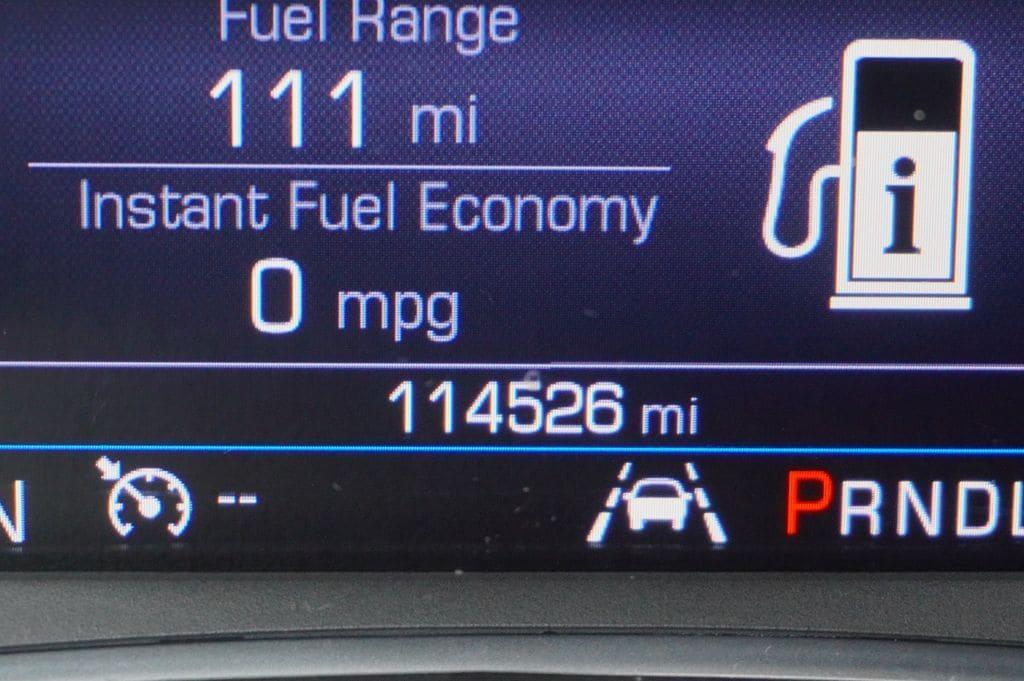 Fuel Range
111 mi
Instant Fuel Economy
0 mpg
i
114526 mi
N
--
PRNDL